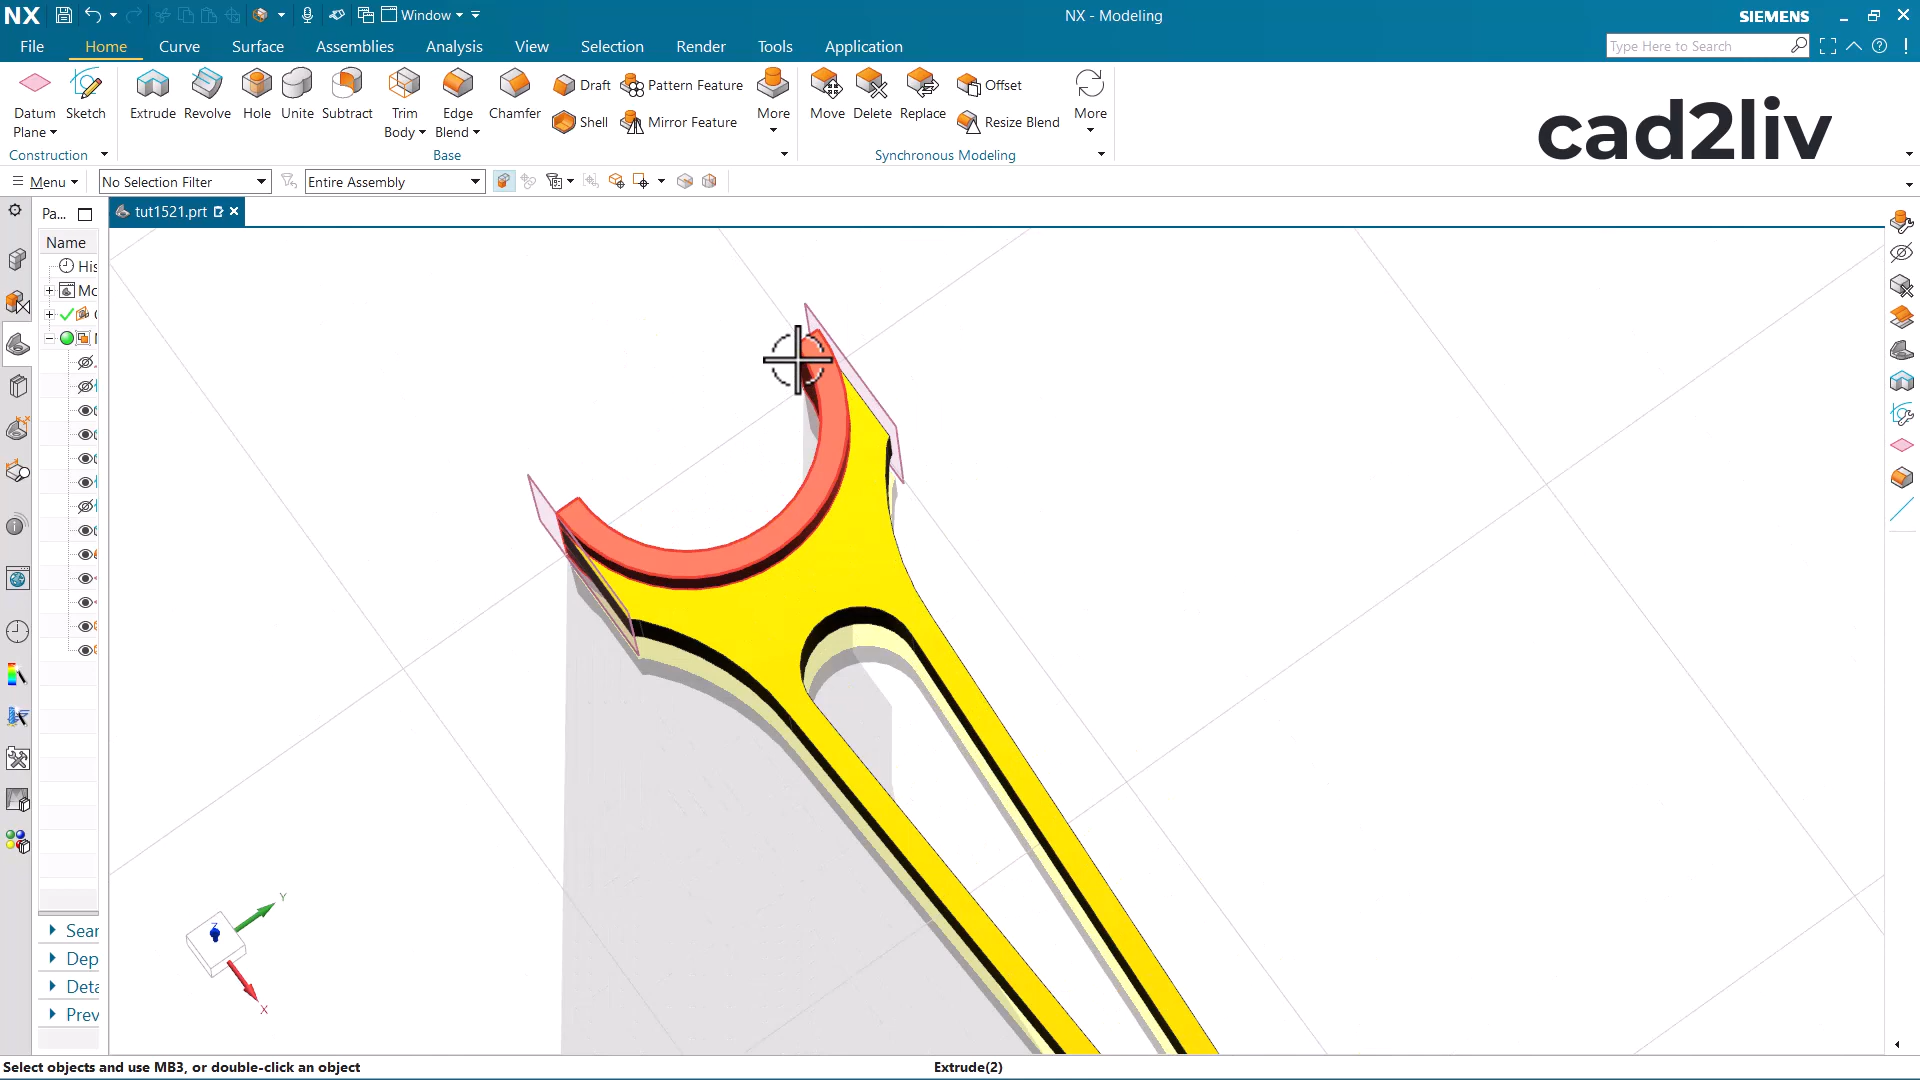 NX
Window
NX - Modeling
SIEMENS
File
Home
Curve
Surface
Assemblies
Analysis
View
Selection
Render
Tools
Application
Type Here to Search
Datum Plane
Sketch
Extrude
Revolve
Hole
Unite
Subtract
Trim Body
Edge Blend
Chamfer
Draft
Shell
Pattern Feature
Mirror Feature
More
Move
Delete
Replace
Offset
Resize Blend
More
cad2liv
Construction
Base
Synchronous Modeling
Menu
No Selection Filter
Entire Assembly
Pa...
tut1521.prt
Name
His
Mo
Sear
Dep
Deta
Prev
Z
Y
X
Select objects and use MB3, or double-click an object
Extrude(2)